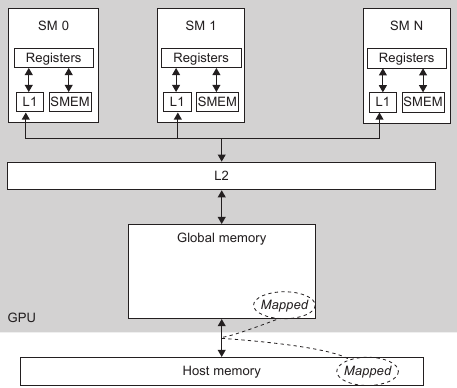 SM 0
SM 1
SM N
Registers
Registers
Registers
L1
SMEM
L1
SMEM
L1
SMEM
L2
Global memory
Mapped
GPU
Host memory
Mapped